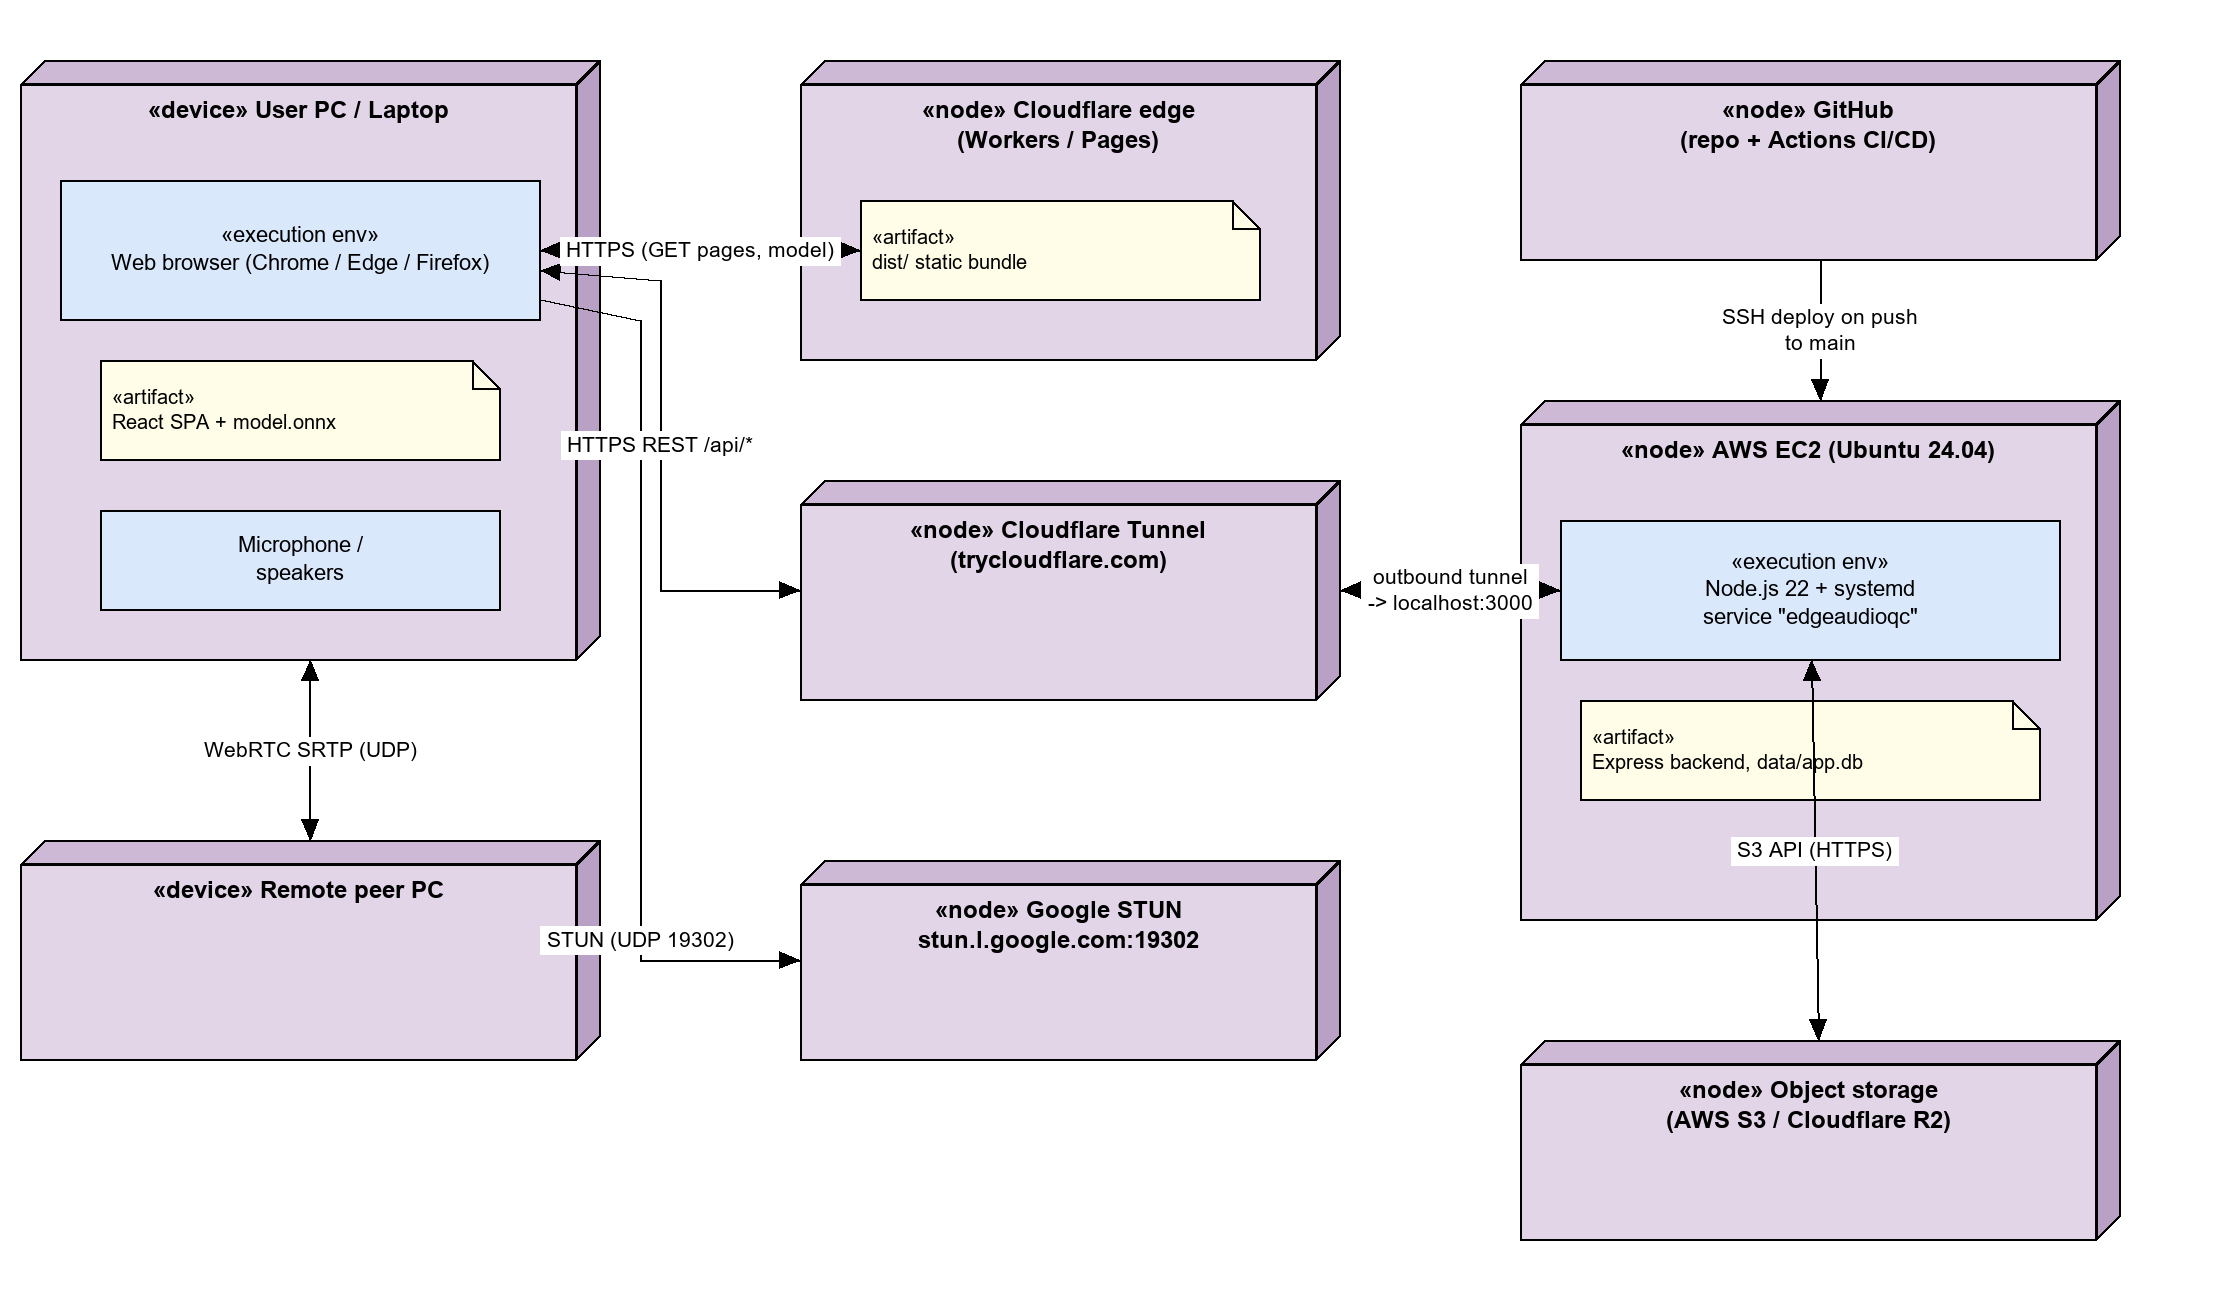 «device» User PC / Laptop
«execution env»
Web browser (Chrome / Edge / Firefox)
«artifact»
React SPA + model.onnx
Microphone /
speakers
WebRTC SRTP (UDP)
«device» Remote peer PC
HTTPS (GET pages, model)
HTTPS REST /api/*
STUN (UDP 19302)
«node» Cloudflare edge
(Workers / Pages)
«artifact»
dist/ static bundle
«node» Cloudflare Tunnel
(trycloudflare.com)
«node» Google STUN
stun.l.google.com:19302
outbound tunnel
-> localhost:3000
«node» GitHub
(repo + Actions CI/CD)
SSH deploy on push
to main
«node» AWS EC2 (Ubuntu 24.04)
«execution env»
Node.js 22 + systemd
service "edgeaudioqc"
«artifact»
Express backend, data/app.db
S3 API (HTTPS)
«node» Object storage
(AWS S3 / Cloudflare R2)